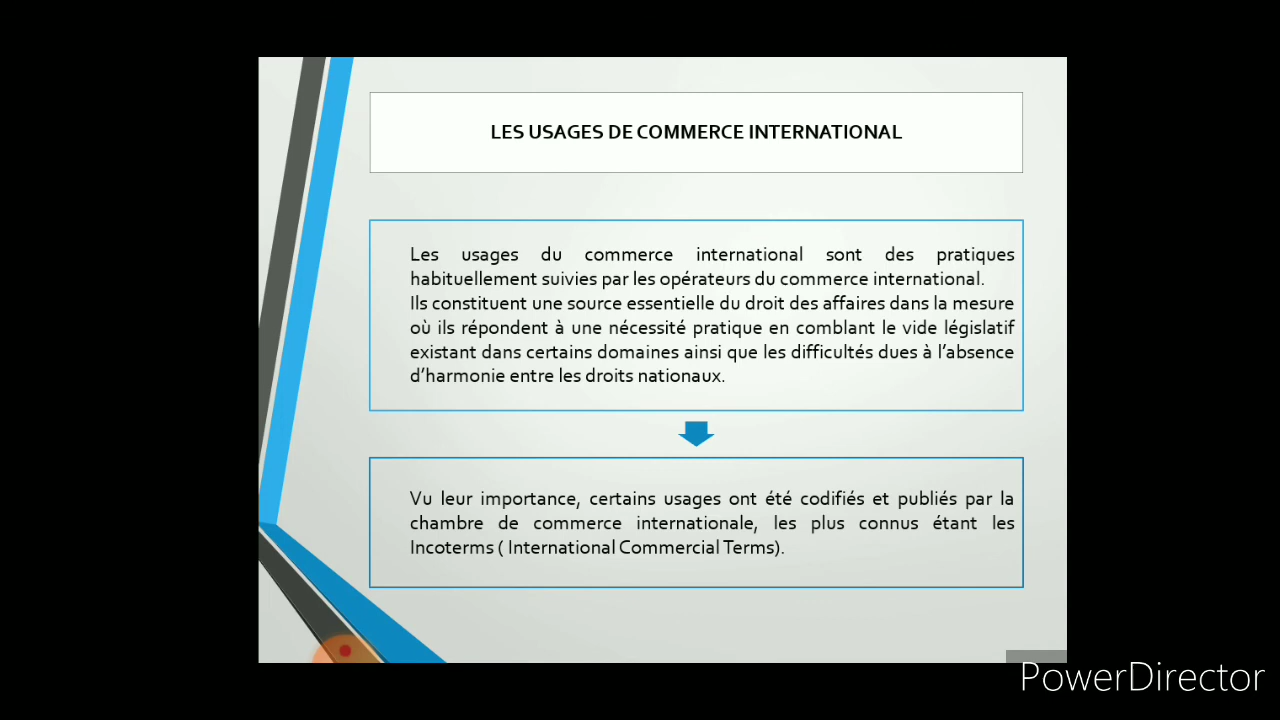 LES USAGES DE COMMERCE INTERNATIONAL
Les usages du commerce international sont des pratiques
habituellement suivies par les opérateurs du commerce international.
Ils constituent une source essentielle du droit des affaires dans la mesure
où ils répondent à une nécessité pratique en comblant le vide législatif
existant dans certains domaines ainsi que les difficultés dues à l’absence
d’harmonie entre les droits nationaux.
Vu leur importance, certains usages ont été codifiés et publiés par la
chambre de commerce internationale, les plus connus étant les
Incoterms ( International Commercial Terms).
PowerDirector